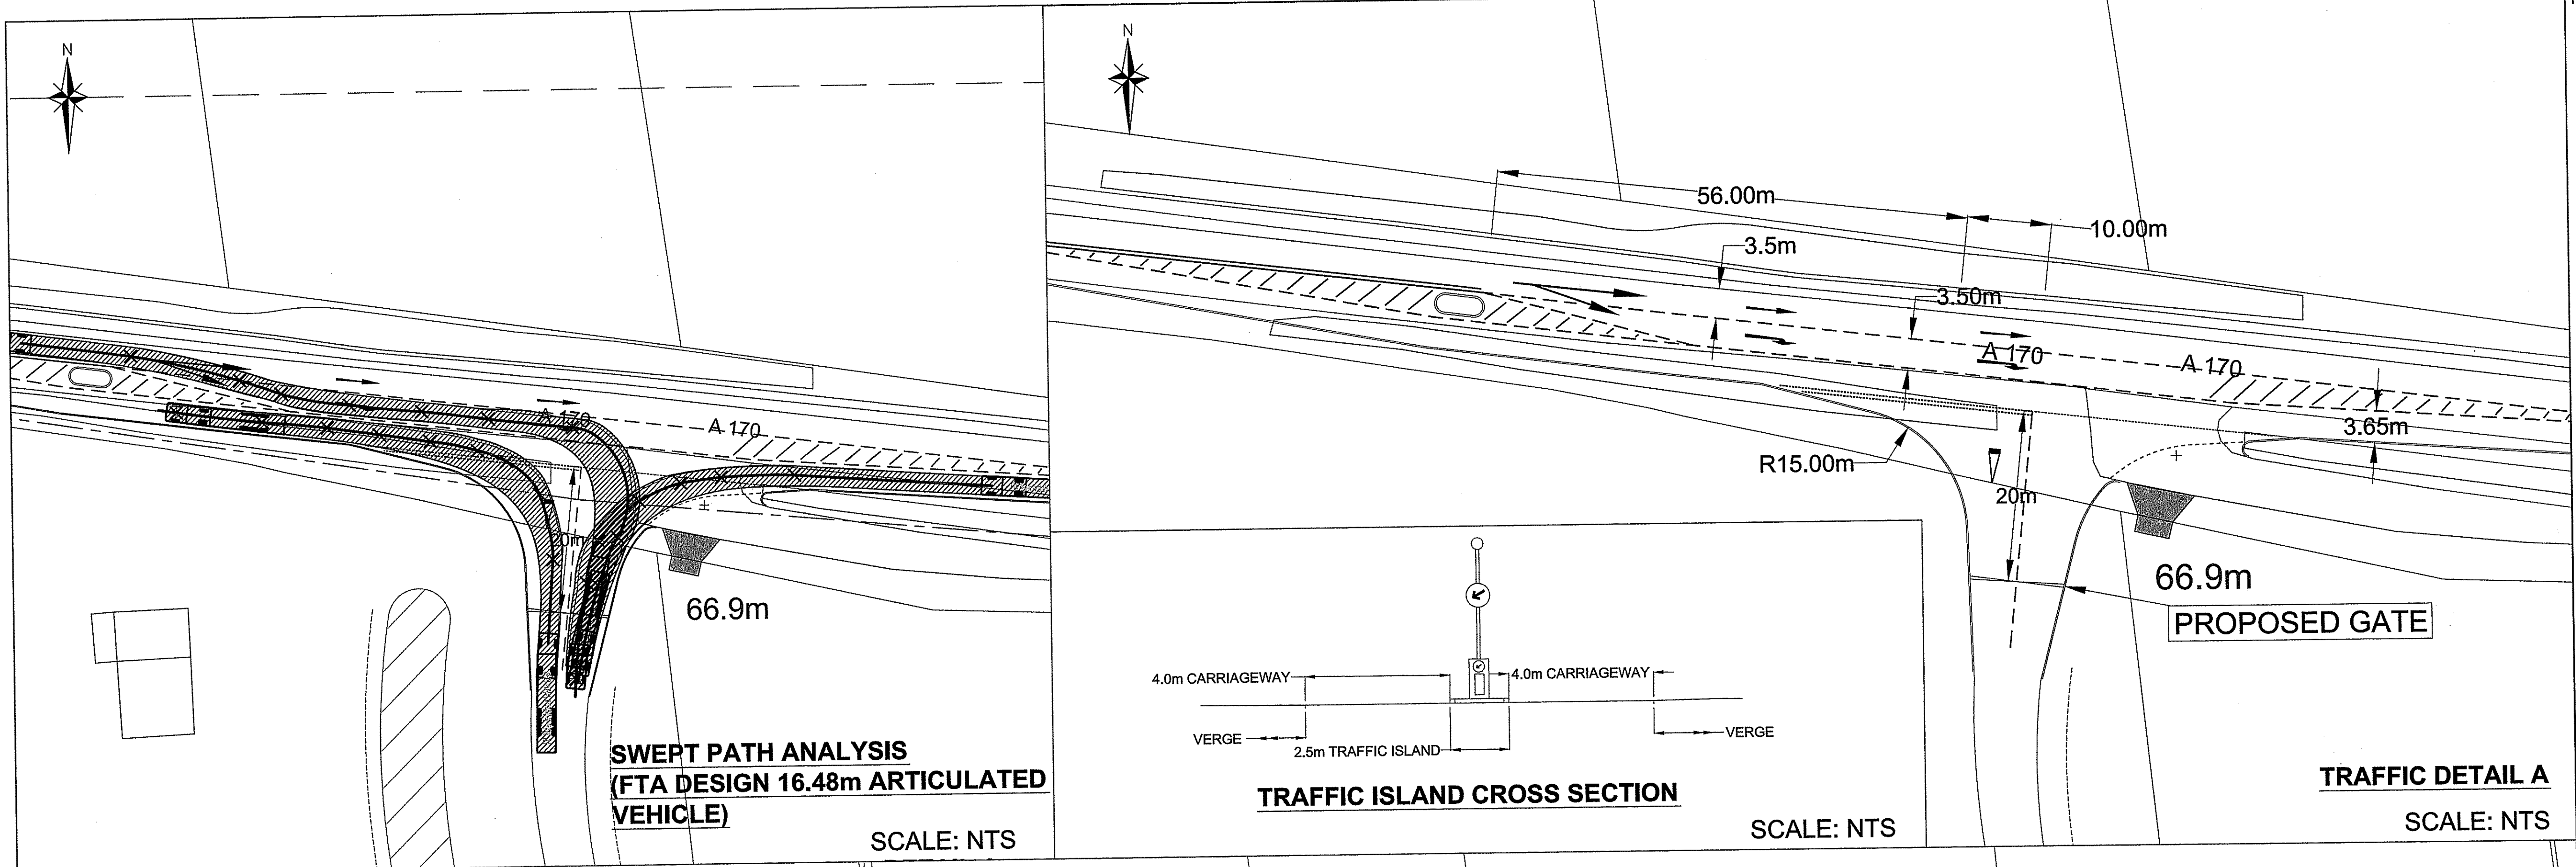 N
A 170
A 170
20m
66.9m
SWEPT PATH ANALYSIS
(FTA DESIGN 16.48m ARTICULATED
VEHICLE)
SCALE: NTS
N
56.00m
10.00m
3.5m
3.50m
A 170
A 170
3.65m
R15.00m
20m
66.9m
PROPOSED GATE
4.0m CARRIAGEWAY
4.0m CARRIAGEWAY
VERGE
VERGE
2.5m TRAFFIC ISLAND
TRAFFIC ISLAND CROSS SECTION
SCALE: NTS
TRAFFIC DETAIL A
SCALE: NTS